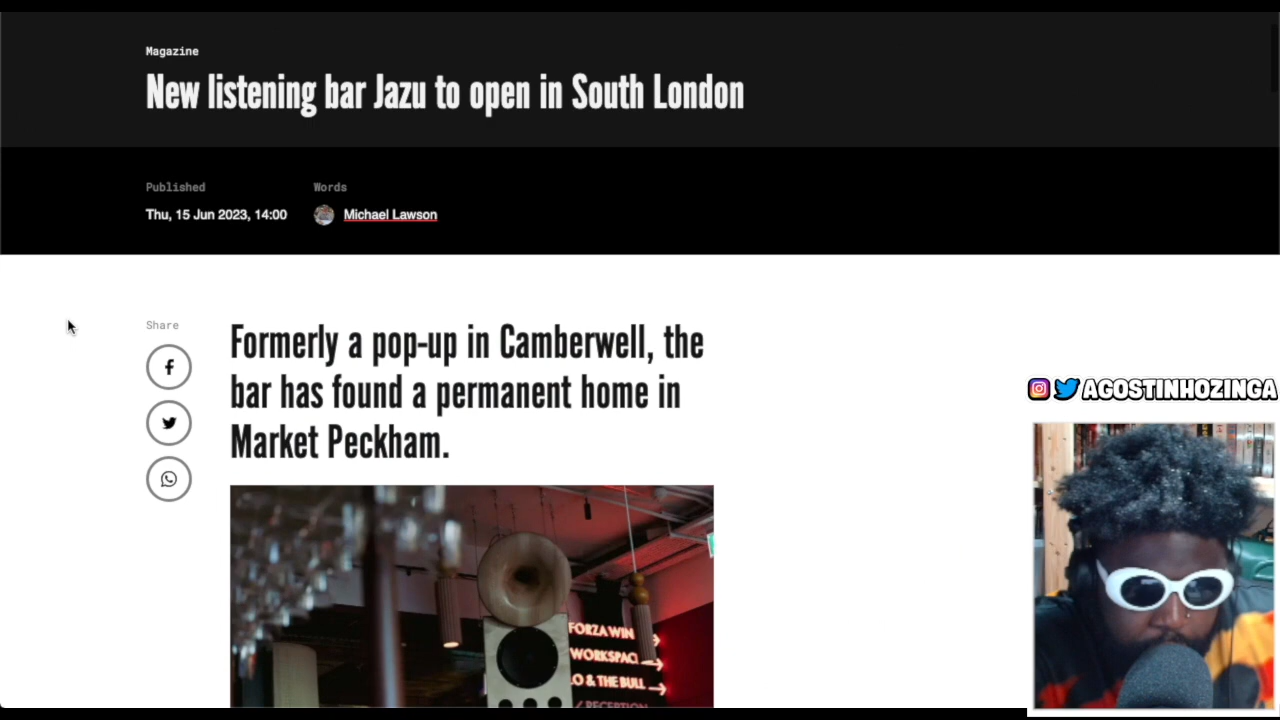 Magazine
New listening bar Jazu to open in South London
Published
Words
Thu, 15 Jun 2023, 14:00
Michael Lawson
Share
Formerly a pop-up in Camberwell, the
bar has found a permanent home in
Market Peckham.
AGOSTINHOZINGA
FORZA WIN
WORKSPAC
O & THE BULL
RECEPTION